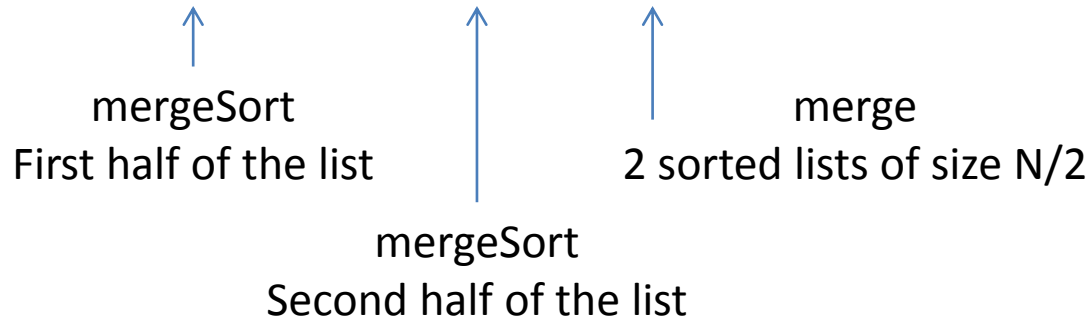 mergeSort
First half of the list
merge
2 sorted lists of size N/2
mergeSort
Second half of the list